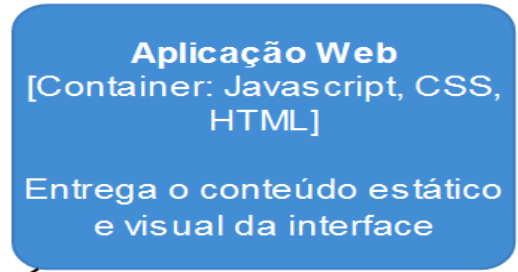 Aplicação Web
[Container: Javascript, CSS,
HTML]
Entrega o conteúdo estático
e visual da interface